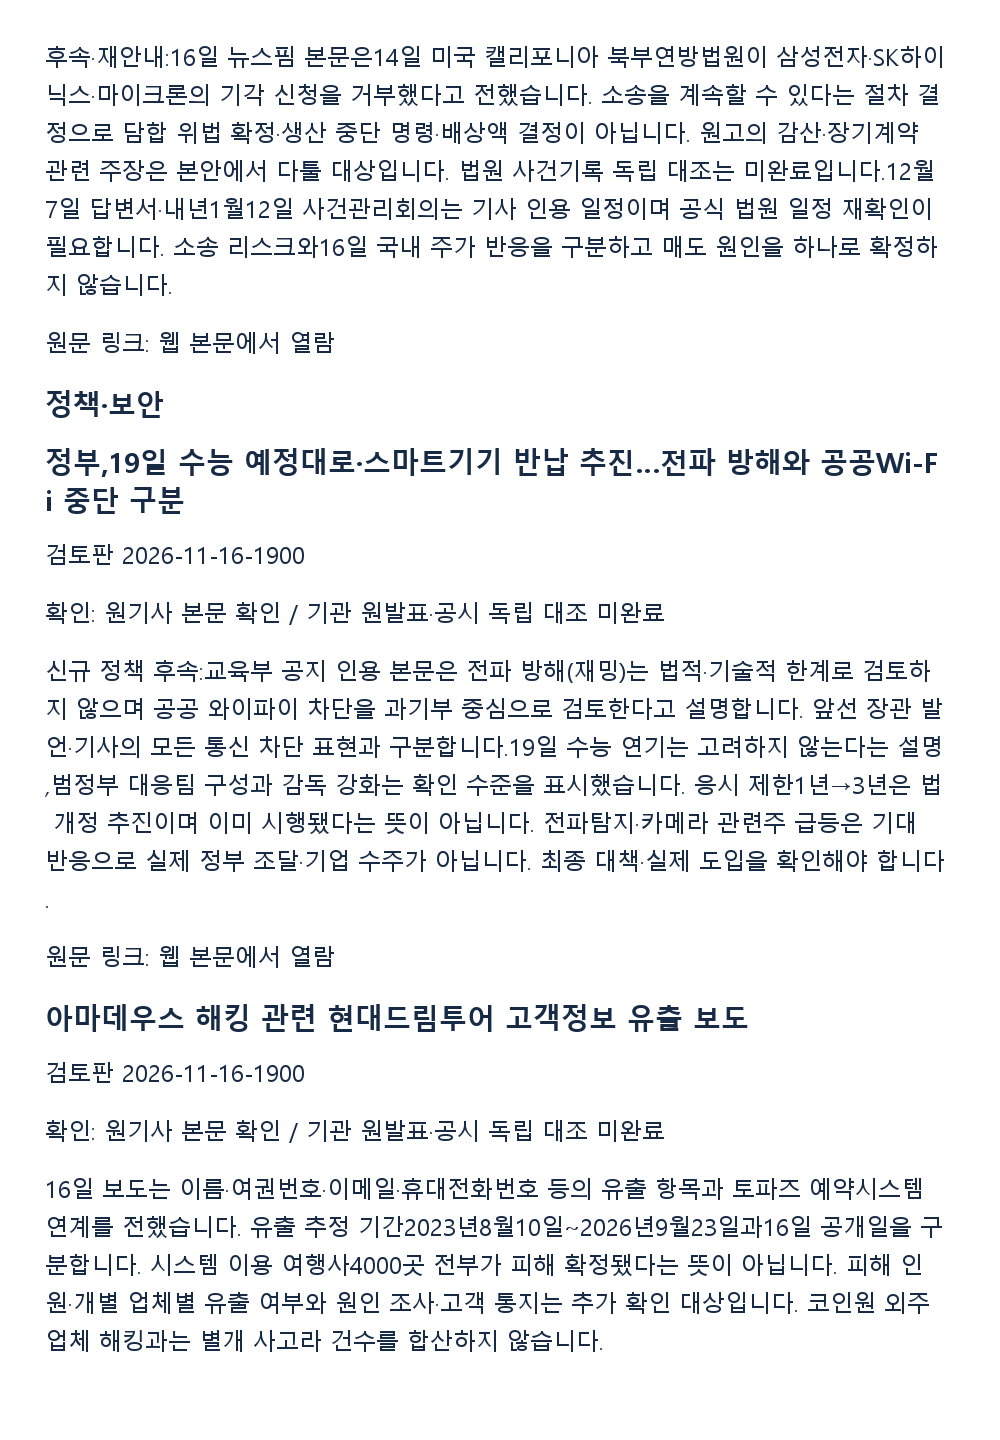 후속·재안내:16일 뉴스핌 본문은14일 미국 캘리포니아 북부연방법원이 삼성전자·SK하이
닉스·마이크론의 기각 신청을 거부했다고 전했습니다. 소송을 계속할 수 있다는 절차 결
정으로 담합 위법 확정·생산 중단 명령·배상액 결정이 아닙니다. 원고의 감산·장기계약
관련 주장은 본안에서 다툴 대상입니다. 법원 사건기록 독립 대조는 미완료입니다.12월
7일 답변서·내년1월12일 사건관리회의는 기사 인용 일정이며 공식 법원 일정 재확인이
필요합니다. 소송 리스크와16일 국내 주가 반응을 구분하고 매도 원인을 하나로 확정하
지 않습니다.
원문 링크: 웹 본문에서 열람
정책·보안
정부,19일 수능 예정대로·스마트기기 반납 추진…전파 방해와 공공Wi-F
i 중단 구분
검토판 2026-11-16-1900
확인: 원기사 본문 확인 / 기관 원발표·공시 독립 대조 미완료
신규 정책 후속:교육부 공지 인용 본문은 전파 방해(재밍)는 법적·기술적 한계로 검토하
지 않으며 공공 와이파이 차단을 과기부 중심으로 검토한다고 설명합니다. 앞선 장관 발
언·기사의 모든 통신 차단 표현과 구분합니다.19일 수능 연기는 고려하지 않는다는 설명
,범정부 대응팀 구성과 감독 강화는 확인 수준을 표시했습니다. 응시 제한1년→3년은 법
개정 추진이며 이미 시행됐다는 뜻이 아닙니다. 전파탐지·카메라 관련주 급등은 기대
반응으로 실제 정부 조달·기업 수주가 아닙니다. 최종 대책·실제 도입을 확인해야 합니다
.
원문 링크: 웹 본문에서 열람
아마데우스 해킹 관련 현대드림투어 고객정보 유출 보도
검토판 2026-11-16-1900
확인: 원기사 본문 확인 / 기관 원발표·공시 독립 대조 미완료
16일 보도는 이름·여권번호·이메일·휴대전화번호 등의 유출 항목과 토파즈 예약시스템
연계를 전했습니다. 유출 추정 기간2023년8월10일~2026년9월23일과16일 공개일을 구
분합니다. 시스템 이용 여행사4000곳 전부가 피해 확정됐다는 뜻이 아닙니다. 피해 인
원·개별 업체별 유출 여부와 원인 조사·고객 통지는 추가 확인 대상입니다. 코인원 외주
업체 해킹과는 별개 사고라 건수를 합산하지 않습니다.